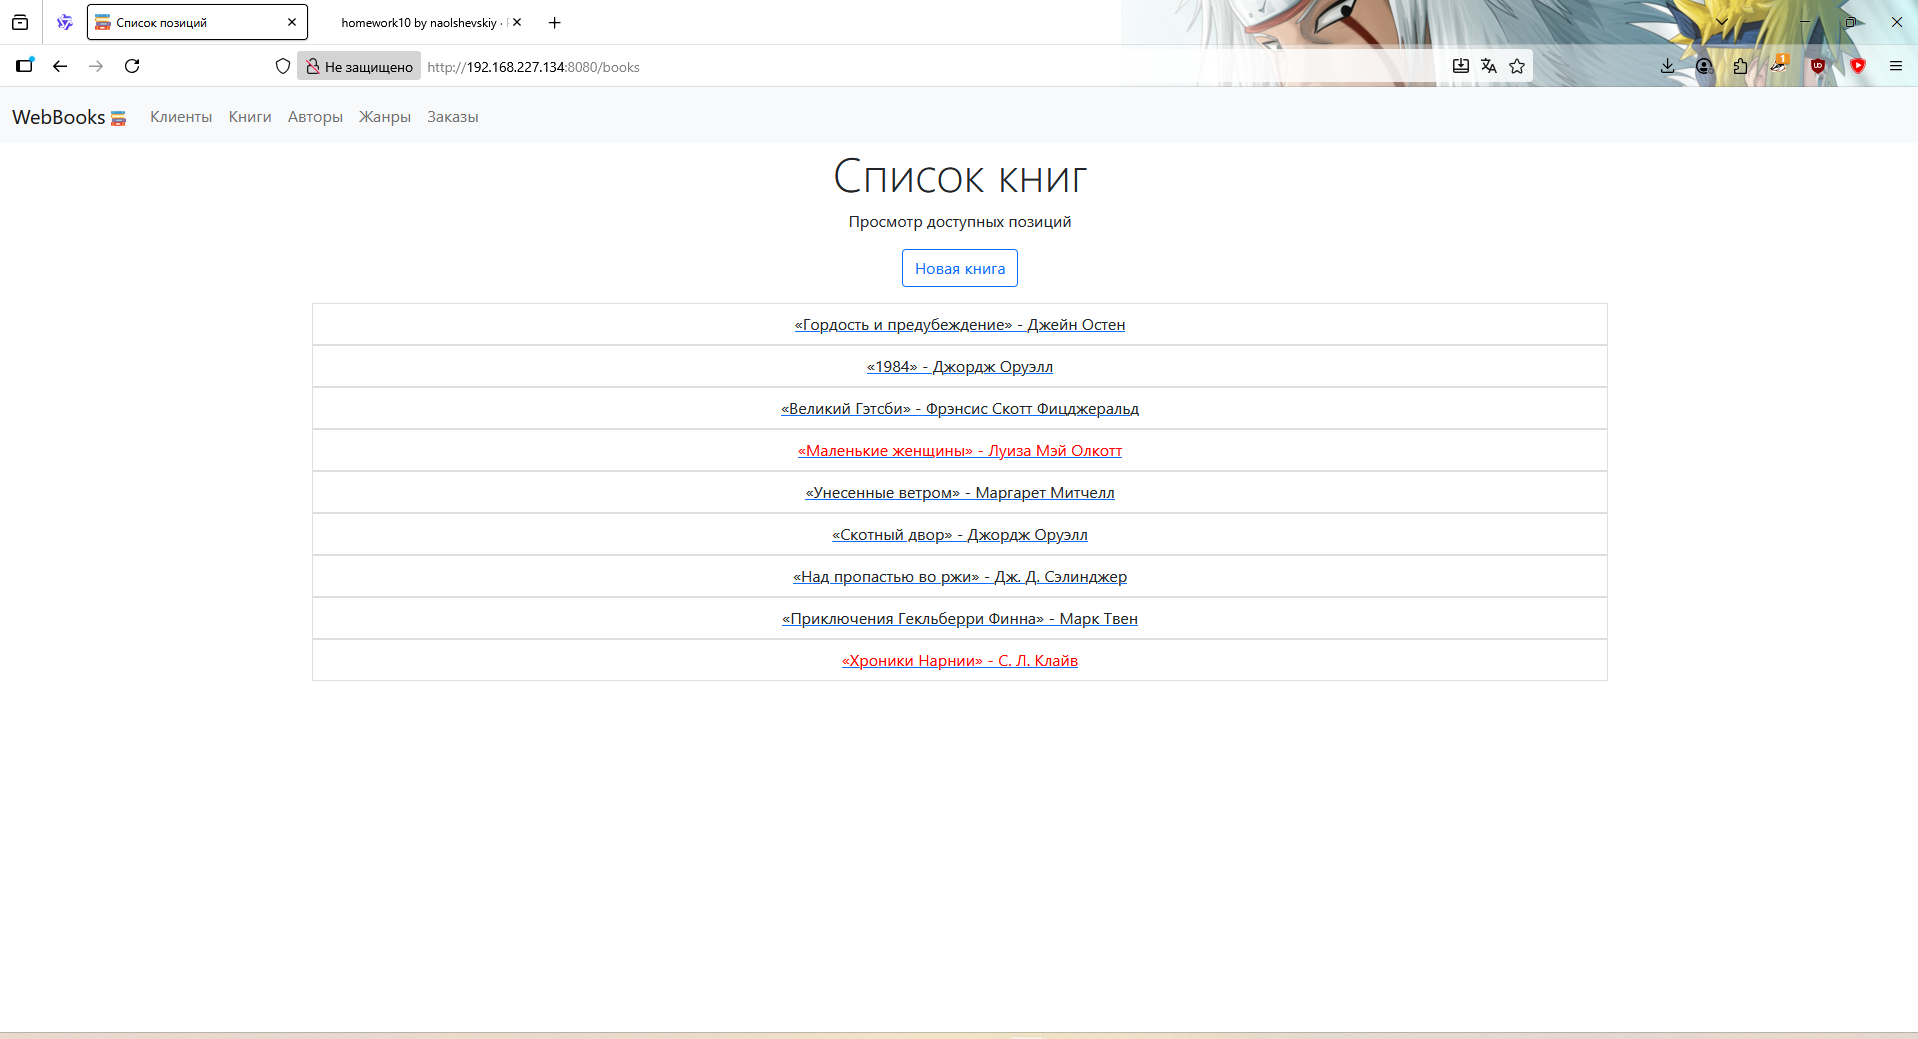 Список позиций
homework10 by naolshevskiy ·
Не защищено
http://192.168.227.134:8080/books
1
WebBooks
Клиенты
Книги
Авторы
Жанры
Заказы
Список книг
Просмотр доступных позиций
Новая книга
«Гордость и предубеждение» - Джейн Остен
«1984» - Джордж Оруэлл
«Великий Гэтсби» - Фрэнсис Скотт Фицджеральд
«Маленькие женщины» - Луиза Мэй Олкотт
«Унесенные ветром» - Маргарет Митчелл
«Скотный двор» - Джордж Оруэлл
«Над пропастью во ржи» - Дж. Д. Сэлинджер
«Приключения Гекльберри Финна» - Марк Твен
«Хроники Нарнии» - С. Л. Клайв